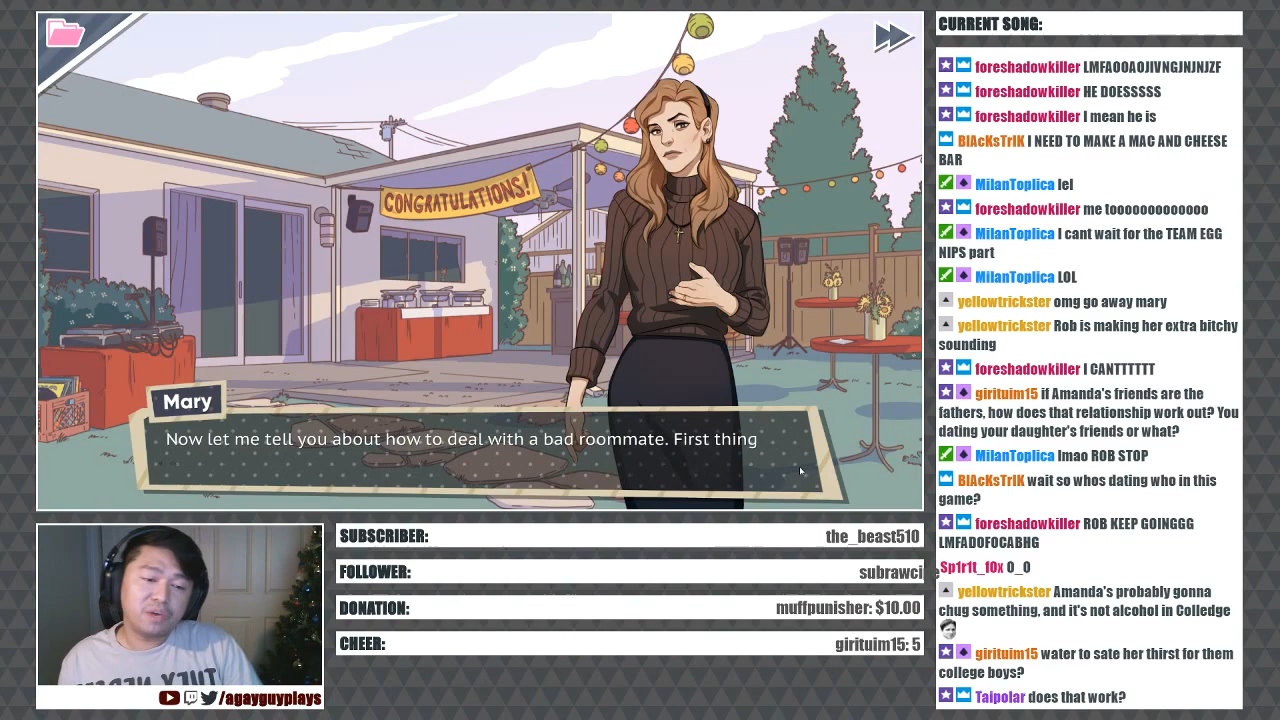 CONGRATULATIONS!
Mary
Now let me tell you about how to deal with a bad roommate. First thing
SUBSCRIBER: the_beast510
FOLLOWER: subrawci
DONATION: muffpunisher: $10.00
CHEER: girituim15: 5
/agayguyplays
CURRENT SONG:
foreshadowkiller LMFAOOAOJIVNGJNJNJZF
foreshadowkiller HE DOESSSSS
foreshadowkiller I mean he is
BlAcKsTrIK I NEED TO MAKE A MAC AND CHEESE
BAR
MilanToplica lel
foreshadowkiller me tooooooooooooo
MilanToplica I cant wait for the TEAM EGG
NIPS part
MilanToplica LOL
yellowtrickster omg go away mary
yellowtrickster Rob is making her extra bitchy
sounding
foreshadowkiller I CANTTTTTT
girituim15 if Amanda's friends are the
fathers, how does that relationship work out? You
dating your daughter's friends or what?
MilanToplica lmao ROB STOP
BlAcKsTrIK wait so whos dating who in this
game?
foreshadowkiller ROB KEEP GOINGGG
LMFADOFOCABHG
Sp1r1t_f0x O_O
yellowtrickster Amanda's probably gonna
chug something, and it's not alcohol in Colledge
girituim15 water to sate her thirst for them
college boys?
Taipolar does that work?